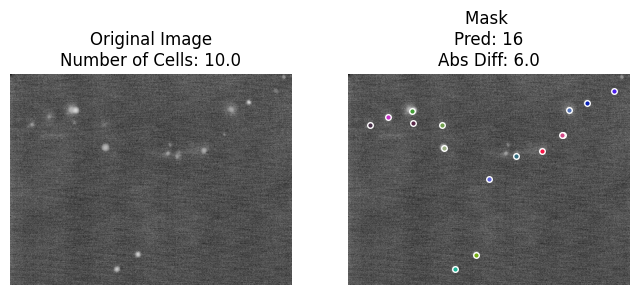 Original Image
Number of Cells: 10.0
Mask
Pred: 16
Abs Diff: 6.0